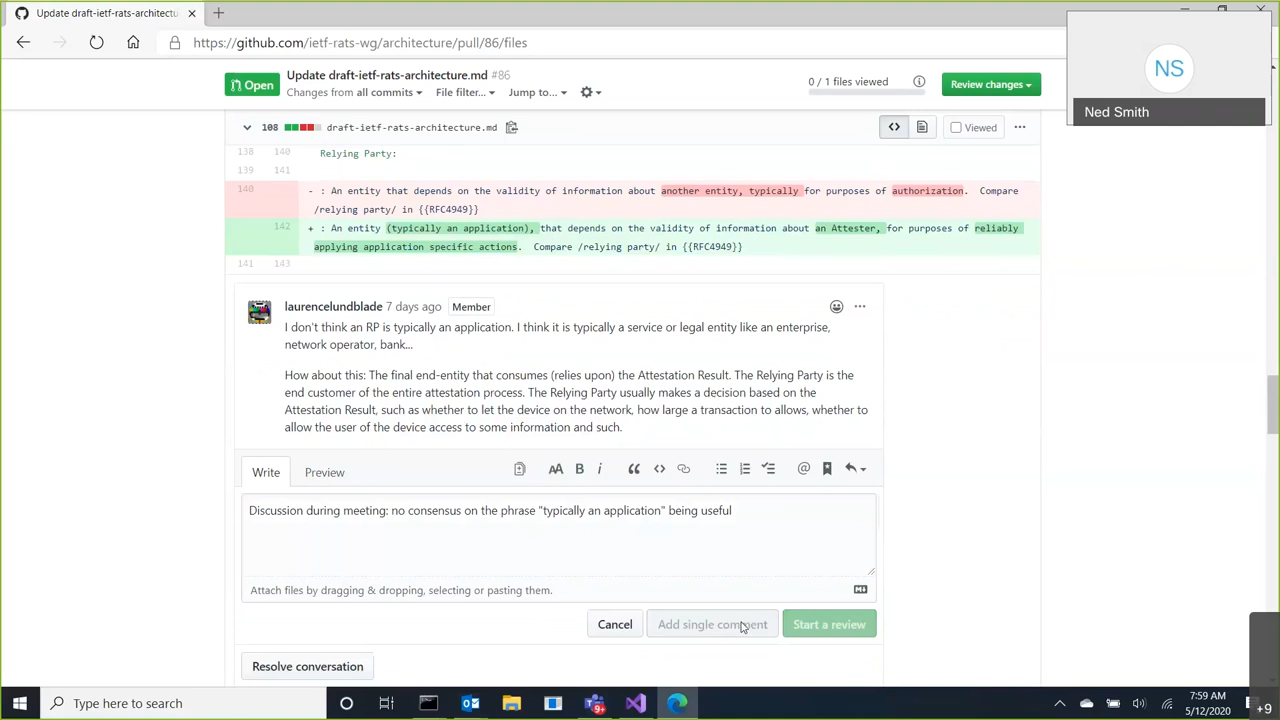 Update draft-ietf-rats-architectu
https://github.com/ietf-rats-wg/architecture/pull/86/files
NS
Ned Smith
Open
Update draft-ietf-rats-architecture.md #86
Changes from all commits File filter... Jump to...
0 / 1 files viewed
Review changes
108 draft-ietf-rats-architecture.md
Viewed
138 140 Relying Party:
139 141
140 - : An entity that depends on the validity of information about another entity, typically for purposes of authorization. Compare
/relying party/ in {{RFC4949}}
142 + : An entity (typically an application), that depends on the validity of information about an Attester, for purposes of reliably
applying application specific actions. Compare /relying party/ in {{RFC4949}}
141 143
laurencelundblade 7 days ago Member
I don't think an RP is typically an application. I think it is typically a service or legal entity like an enterprise,
network operator, bank...
How about this: The final end-entity that consumes (relies upon) the Attestation Result. The Relying Party is the
end customer of the entire attestation process. The Relying Party usually makes a decision based on the
Attestation Result, such as whether to let the device on the network, how large a transaction to allows, whether to
allow the user of the device access to some information and such.
Write Preview
Discussion during meeting: no consensus on the phrase "typically an application" being useful
Attach files by dragging & dropping, selecting or pasting them.
Cancel Add single comment Start a review
Resolve conversation
Type here to search
7:59 AM
5/12/2020
+9